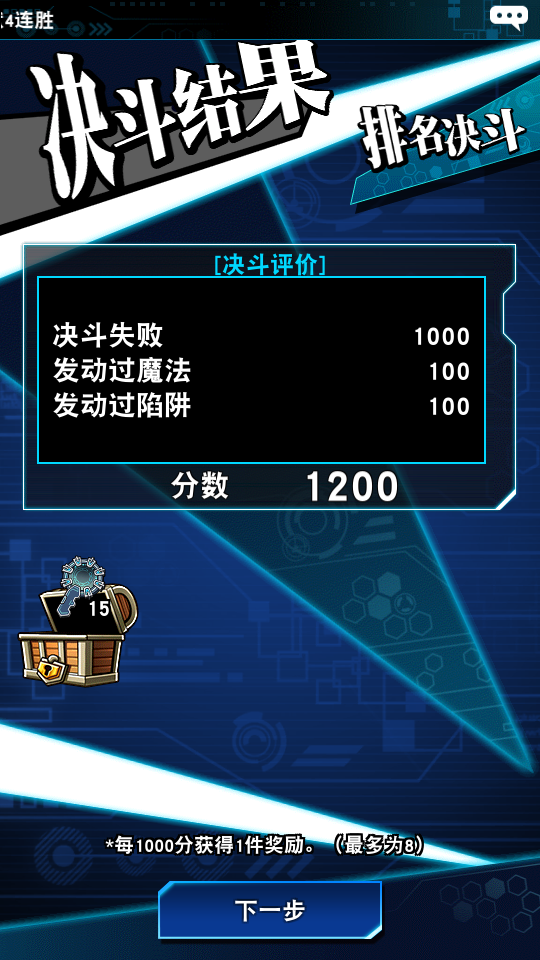 4连胜
决斗结果
排名决斗
[决斗评价]
决斗失败 1000
发动过魔法 100
发动过陷阱 100
分数 1200
15
*每1000分获得1件奖励。（最多为8）
下一步